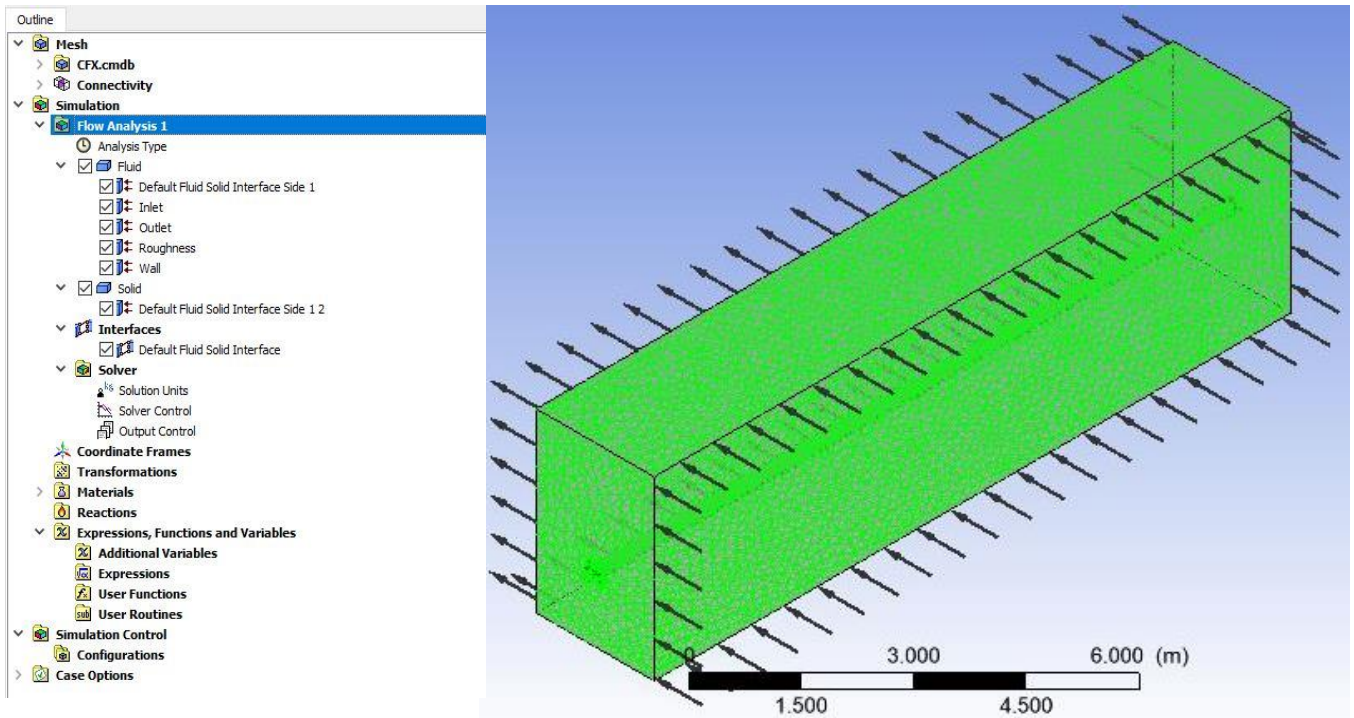 Outline
Mesh
CFX.cmdb
Connectivity
Simulation
Flow Analysis 1
Analysis Type
Fluid
Default Fluid Solid Interface Side 1
Inlet
Outlet
Roughness
Wall
Solid
Default Fluid Solid Interface Side 1 2
Interfaces
Default Fluid Solid Interface
Solver
Solution Units
Solver Control
Output Control
Coordinate Frames
Transformations
Materials
Reactions
Expressions, Functions and Variables
Additional Variables
Expressions
User Functions
User Routines
Simulation Control
Configurations
Case Options
0 3.000 6.000 (m)
1.500 4.500